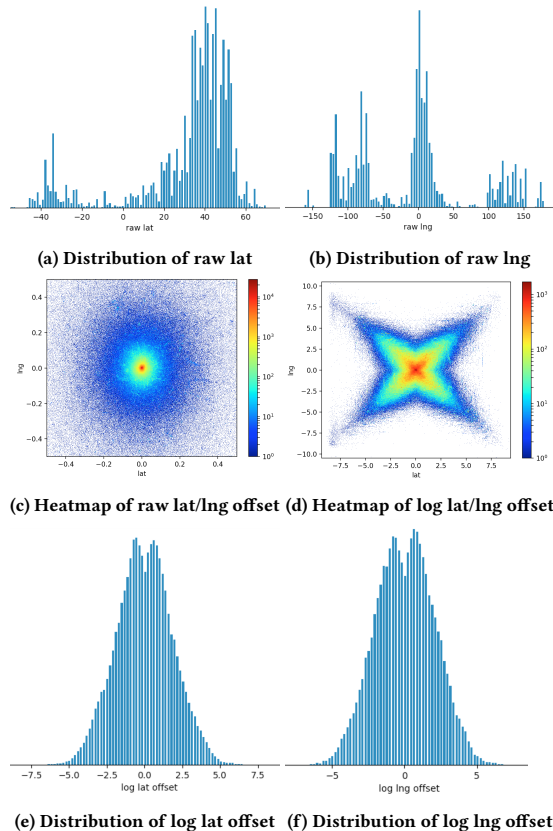 −40 −20 0 20 40 60
raw lat
−150 −100 −50 0 50 100 150
raw lng
(a) Distribution of raw lat
(b) Distribution of raw lng
0.4
0.2
0.0
−0.2
−0.4
lng
−0.4 −0.2 0.0 0.2 0.4
lat
10⁴
10³
10²
10¹
10⁰
10.0
7.5
5.0
2.5
0.0
−2.5
−5.0
−7.5
−10.0
lng
−7.5 −5.0 −2.5 0.0 2.5 5.0 7.5
lat
10³
10²
10¹
10⁰
(c) Heatmap of raw lat/lng offset
(d) Heatmap of log lat/lng offset
−7.5 −5.0 −2.5 0.0 2.5 5.0 7.5
log lat offset
−5 0 5
log lng offset
(e) Distribution of log lat offset
(f) Distribution of log lng offset